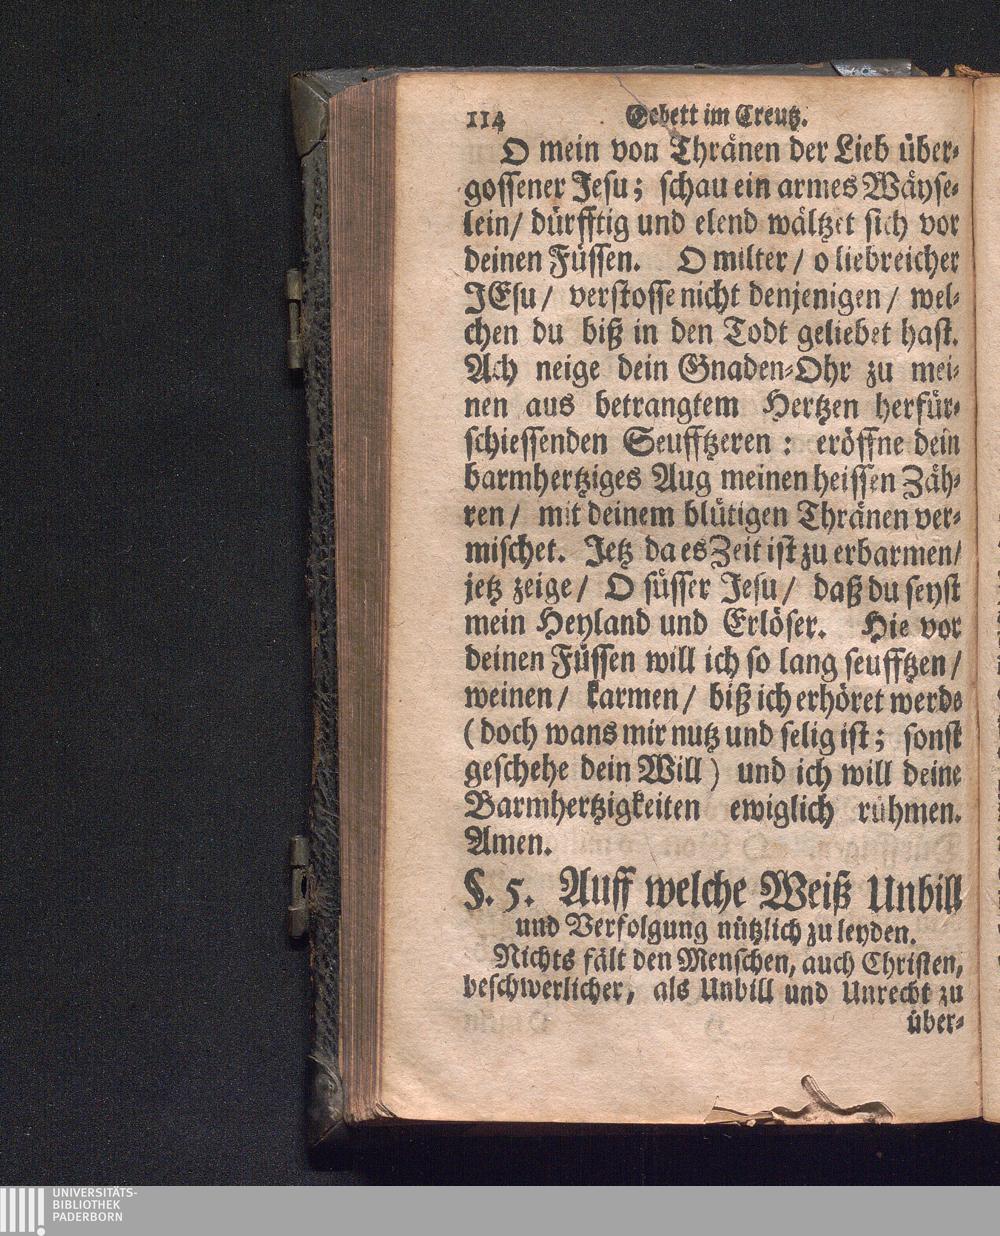 114 Gebett im Creutz.
O mein von Thränen der Lieb über-
gossener Jesu; schau ein armes Wäyse-
lein/ dürfftig und elend wältzet sich vor
deinen Füssen. O milter/ o liebreicher
JEsu/ verstosse nicht denjenigen/ wel-
chen du biß in den Todt geliebet hast.
Ach neige dein Gnaden-Ohr zu mei-
nen aus betrangtem Hertzen herfür-
schiessenden Seufftzeren: eröffne dein
barmhertziges Aug meinen heissen Zäh-
ren/ mit deinem blütigen Thränen ver-
mischet. Jetz da es Zeit ist zu erbarmen/
jetz zeige/ O süsser Jesu/ daß du seyst
mein Heyland und Erlöser. Hie vor
deinen Füssen will ich so lang seufftzen/
weinen/ karmen/ biß ich erhöret werde
(doch wans mir nutz und selig ist; sonst
geschehe dein Will) und ich will deine
Barmhertzigkeiten ewiglich rühmen.
Amen.
§. 5. Auff welche Weiß Unbill
und Verfolgung nützlich zu leyden.
Nichts fält den Menschen, auch Christen,
beschwerlicher, als Unbill und Unrecht zu
über-
UNIVERSITÄTS-
BIBLIOTHEK
PADERBORN